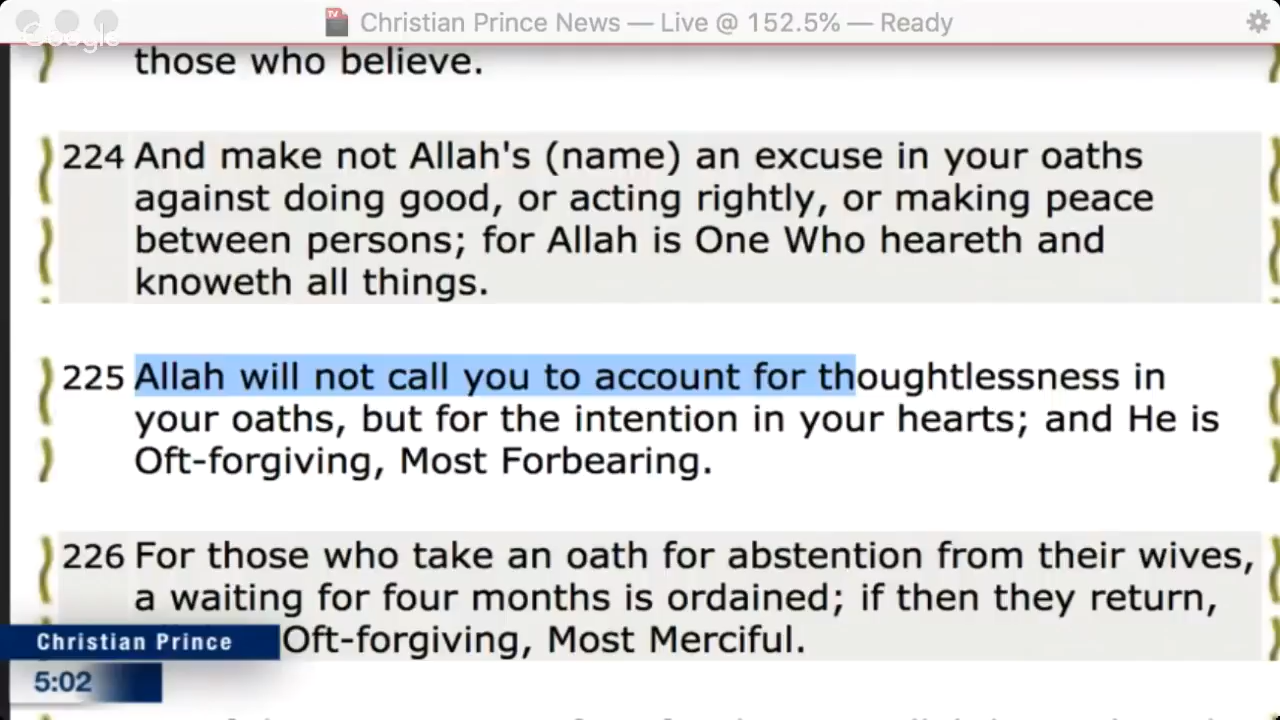 Christian Prince News — Live @ 152.5% — Ready
Google
those who believe.
224 And make not Allah's (name) an excuse in your oaths
against doing good, or acting rightly, or making peace
between persons; for Allah is One Who heareth and
knoweth all things.
225 Allah will not call you to account for thoughtlessness in
your oaths, but for the intention in your hearts; and He is
Oft-forgiving, Most Forbearing.
226 For those who take an oath for abstention from their wives,
a waiting for four months is ordained; if then they return,
Oft-forgiving, Most Merciful.
Christian Prince
5:02